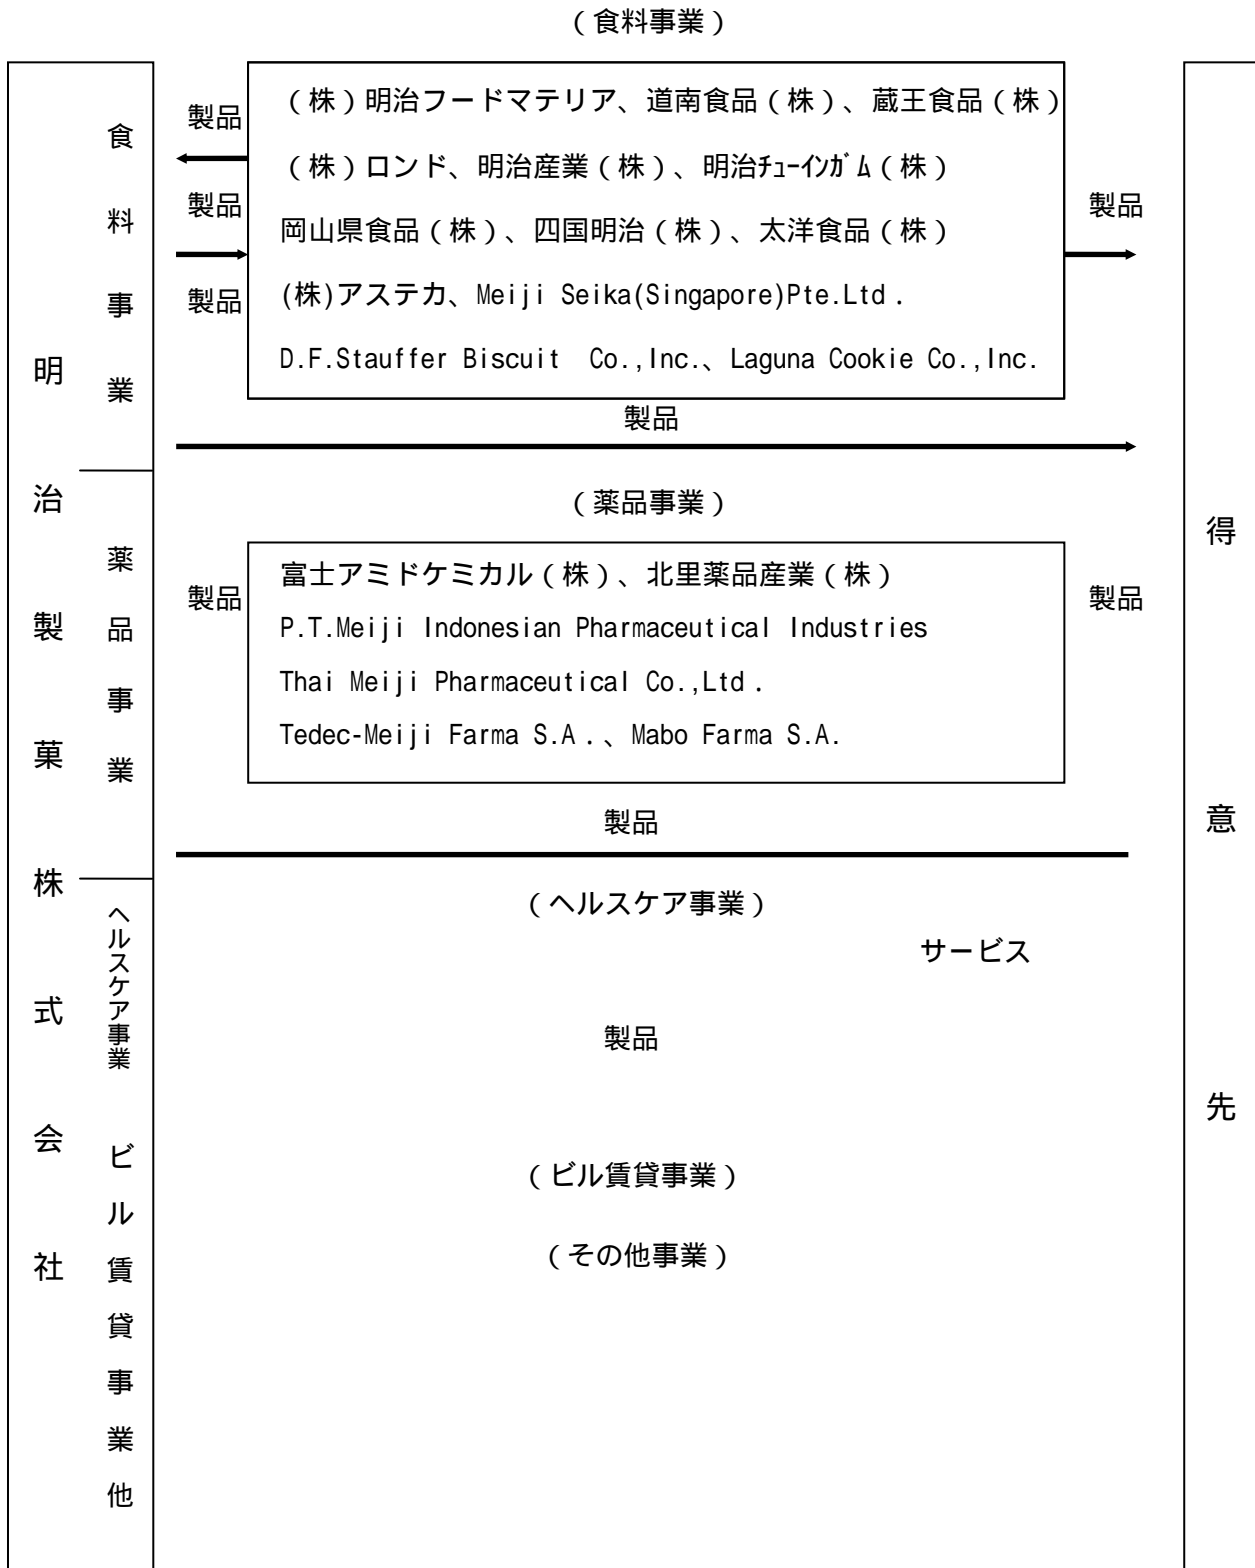 （食料事業）
明治製菓株式会社
食料事業
製品
製品
製品
（株）明治フードマテリア、道南食品（株）、蔵王食品（株）
（株）ロンド、明治産業（株）、明治ﾁｭｰｲﾝｶﾞﾑ（株）
岡山県食品（株）、四国明治（株）、太洋食品（株）
(株)アステカ、Meiji Seika(Singapore)Pte.Ltd．
D.F.Stauffer Biscuit　Co.,Inc.、Laguna Cookie Co.,Inc.
製品
製品
得意先
薬品事業
（薬品事業）
製品
富士アミドケミカル（株）、北里薬品産業（株）
P.T.Meiji Indonesian Pharmaceutical Industries
Thai Meiji Pharmaceutical Co.,Ltd．
Tedec-Meiji Farma S.A．、Mabo Farma S.A.
製品
製品
ヘルスケア事業
（ヘルスケア事業）
サービス
製品
ビル賃貸事業他
（ビル賃貸事業）
（その他事業）